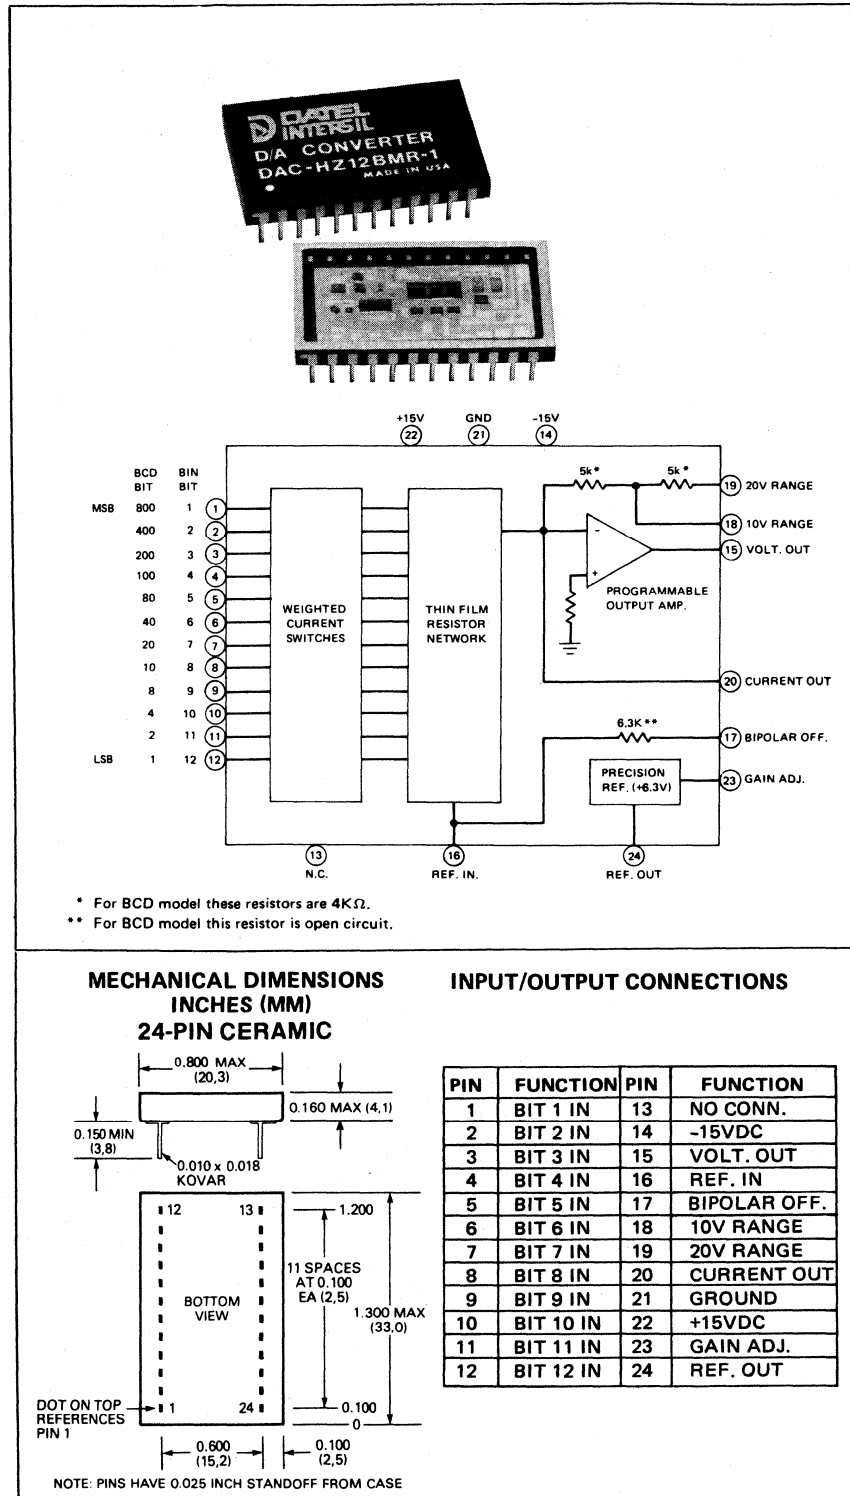 DATEL
INTERSIL
D/A CONVERTER
DAC-HZ12BMR-1
MADE IN USA
+15V GND -15V
22 21 14
BCD BIT BIN BIT
MSB 800 1 1
400 2 2
200 3 3
100 4 4
80 5 5
40 6 6
20 7 7
10 8 8
8 9 9
4 10 10
2 11 11
LSB 1 12 12
WEIGHTED
CURRENT
SWITCHES
THIN FILM
RESISTOR
NETWORK
5k* 5k*
19 20V RANGE
18 10V RANGE
15 VOLT. OUT
- +
PROGRAMMABLE
OUTPUT AMP.
20 CURRENT OUT
6.3K**
17 BIPOLAR OFF.
PRECISION
REF. (+6.3V)
23 GAIN ADJ.
13 16 24
N.C. REF. IN. REF. OUT
* For BCD model these resistors are 4KΩ.
** For BCD model this resistor is open circuit.
MECHANICAL DIMENSIONS
INCHES (MM)
24-PIN CERAMIC
0.800 MAX
(20,3)
0.160 MAX (4,1)
0.150 MIN
(3,8)
0.010 x 0.018
KOVAR
12 13
1.200
11 SPACES
AT 0.100
EA (2,5)
BOTTOM
VIEW
1.300 MAX
(33,0)
DOT ON TOP
REFERENCES
PIN 1
1 24
0.100
0
0.600
(15,2)
0.100
(2,5)
NOTE: PINS HAVE 0.025 INCH STANDOFF FROM CASE
INPUT/OUTPUT CONNECTIONS
PIN FUNCTION PIN FUNCTION
1 BIT 1 IN 13 NO CONN.
2 BIT 2 IN 14 -15VDC
3 BIT 3 IN 15 VOLT. OUT
4 BIT 4 IN 16 REF. IN
5 BIT 5 IN 17 BIPOLAR OFF.
6 BIT 6 IN 18 10V RANGE
7 BIT 7 IN 19 20V RANGE
8 BIT 8 IN 20 CURRENT OUT
9 BIT 9 IN 21 GROUND
10 BIT 10 IN 22 +15VDC
11 BIT 11 IN 23 GAIN ADJ.
12 BIT 12 IN 24 REF. OUT